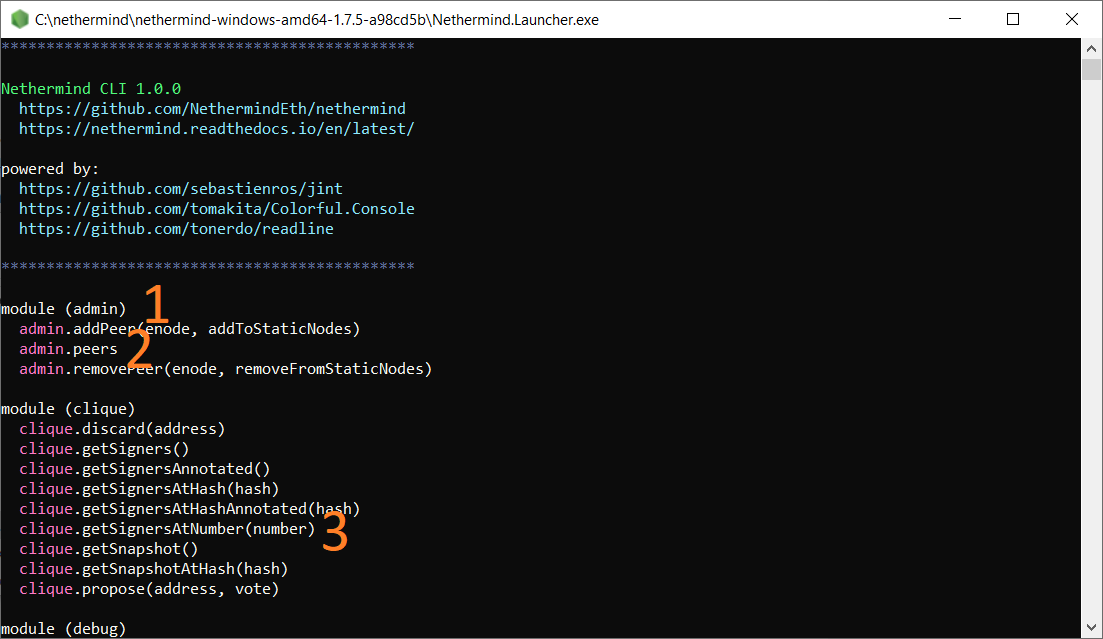 C:\nethermind\nethermind-windows-amd64-1.7.5-a98cd5b\Nethermind.Launcher.exe
**********************************************
Nethermind CLI 1.0.0
https://github.com/NethermindEth/nethermind
https://nethermind.readthedocs.io/en/latest/
powered by:
https://github.com/sebastienros/jint
https://github.com/tomakita/Colorful.Console
https://github.com/tonerdo/readline
**********************************************
module (admin) 1
admin.addPeer(enode, addToStaticNodes)
admin.peers 2
admin.removePeer(enode, removeFromStaticNodes)
module (clique)
clique.discard(address)
clique.getSigners()
clique.getSignersAnnotated()
clique.getSignersAtHash(hash)
clique.getSignersAtHashAnnotated(hash)
clique.getSignersAtNumber(number) 3
clique.getSnapshot()
clique.getSnapshotAtHash(hash)
clique.propose(address, vote)
module (debug)